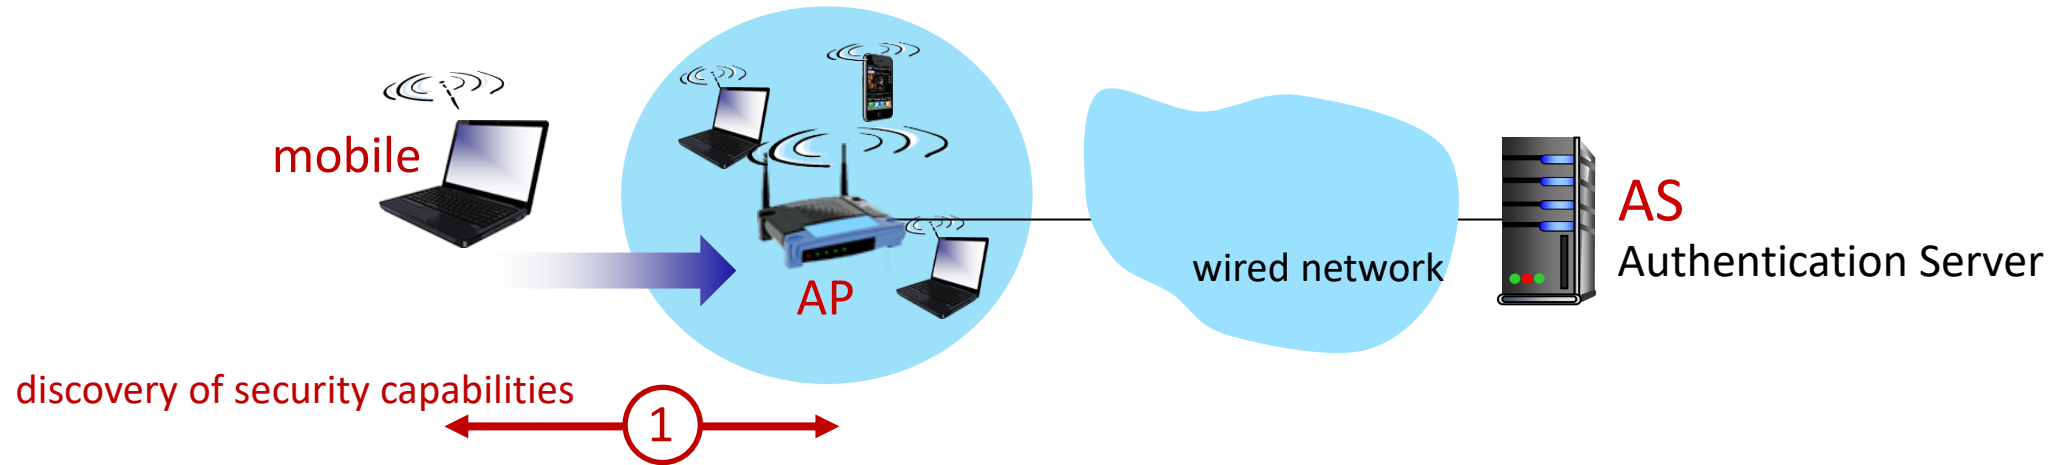 mobile
AP
wired network
AS
Authentication Server
discovery of security capabilities
1